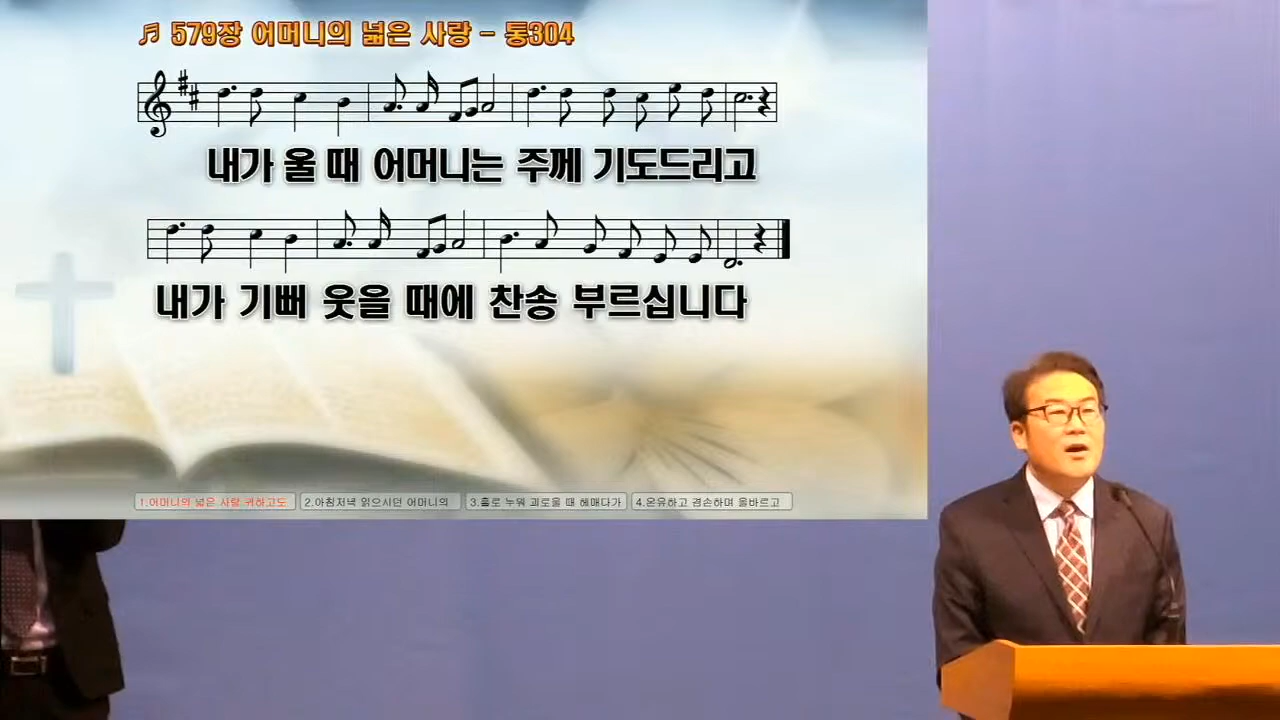 ♬ 579장 어머니의 넓은 사랑 - 통304
내가 울 때 어머니는 주께 기도드리고
내가 기뻐 웃을 때에 찬송 부르십니다
1.어머니의 넓은 사랑 귀하고도
2.아침저녁 읽으시던 어머니의
3.홀로 누워 괴로울 때 헤매다가
4.온유하고 겸손하며 올바르고